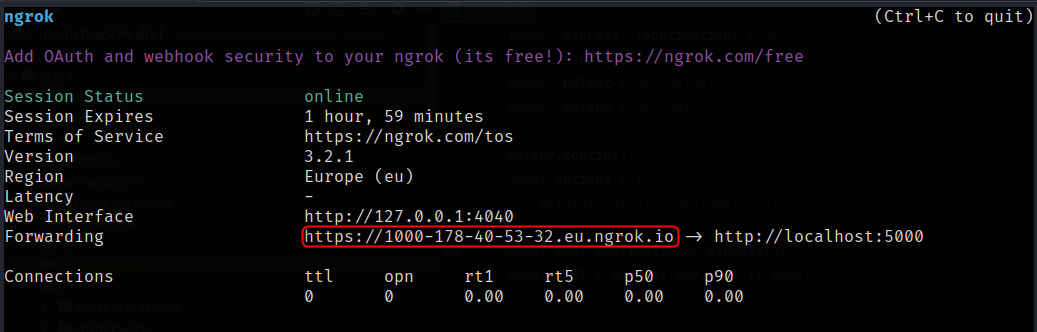 ngrok (Ctrl+C to quit)
Add OAuth and webhook security to your ngrok (its free!): https://ngrok.com/free
Session Status online
Session Expires 1 hour, 59 minutes
Terms of Service https://ngrok.com/tos
Version 3.2.1
Region Europe (eu)
Latency -
Web Interface http://127.0.0.1:4040
Forwarding https://1000-178-40-53-32.eu.ngrok.io -> http://localhost:5000
Connections ttl opn rt1 rt5 p50 p90
0 0 0.00 0.00 0.00 0.00